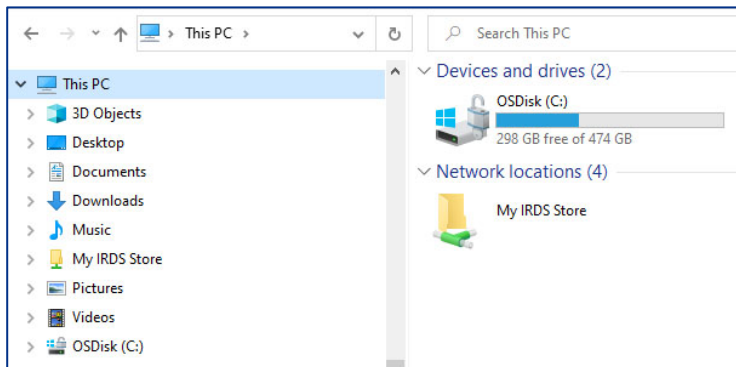 This PC
Search This PC
This PC
3D Objects
Desktop
Documents
Downloads
Music
My IRDS Store
Pictures
Videos
OSDisk (C:)
Devices and drives (2)
OSDisk (C:)
298 GB free of 474 GB
Network locations (4)
My IRDS Store